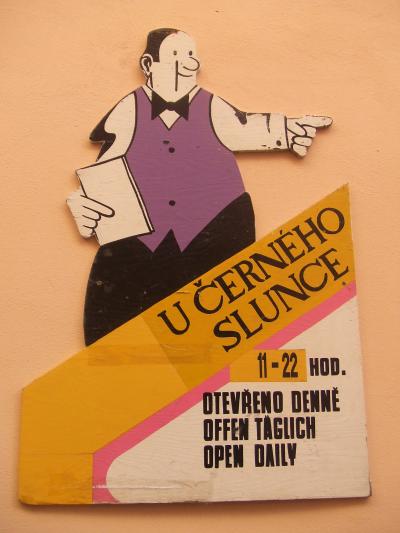 U ČERNÉHO
SLUNCE
11-22 HOD.
OTEVŘENO DENNĚ
OFFEN TÄGLICH
OPEN DAILY